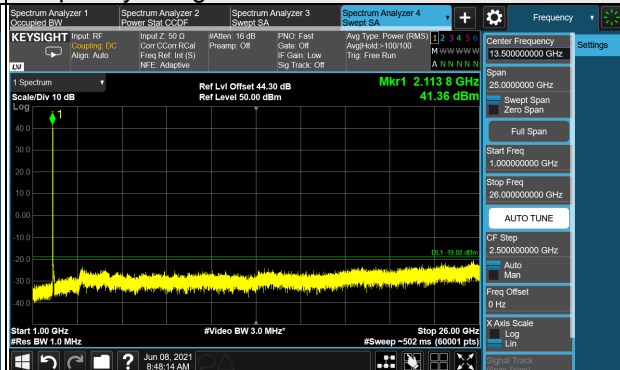 Spectrum Analyzer 1
Occupied BW
Spectrum Analyzer 2
Power Stat CCDF
Spectrum Analyzer 3
Swept SA
Spectrum Analyzer 4
Swept SA
Frequency
KEYSIGHT
Input: RF
Coupling: DC
Align: Auto
Input Z: 50 Ω
Corr CCorr RCal
Freq Ref: Int (S)
NFE: Adaptive
#Atten: 16 dB
Preamp: Off
PNO: Fast
Gate: Off
IF Gain: Low
Sig Track: Off
Avg Type: Power (RMS)
Avg|Hold:>100/100
Trig: Free Run
1 2 3 4 5 6
M W W W W W
A N N N N N
LXI
1 Spectrum
Scale/Div 10 dB
Log
Ref Lvl Offset 44.30 dB
Ref Level 50.00 dBm
Mkr1 2.113 8 GHz
41.36 dBm
1
40.0
30.0
20.0
10.0
0.00
-10.0
-20.0
-30.0
-40.0
DL1 -19.02 dBm
Start 1.00 GHz
#Res BW 1.0 MHz
#Video BW 3.0 MHz*
Stop 26.00 GHz
#Sweep ~502 ms (60001 pts)
Jun 08, 2021
8:48:14 AM
Center Frequency
13.500000000 GHz
Settings
Span
25.0000000 GHz
Swept Span
Zero Span
Full Span
Start Freq
1.000000000 GHz
Stop Freq
26.000000000 GHz
AUTO TUNE
CF Step
2.500000000 GHz
Auto
Man
Freq Offset
0 Hz
X Axis Scale
Log
Lin
Signal Track